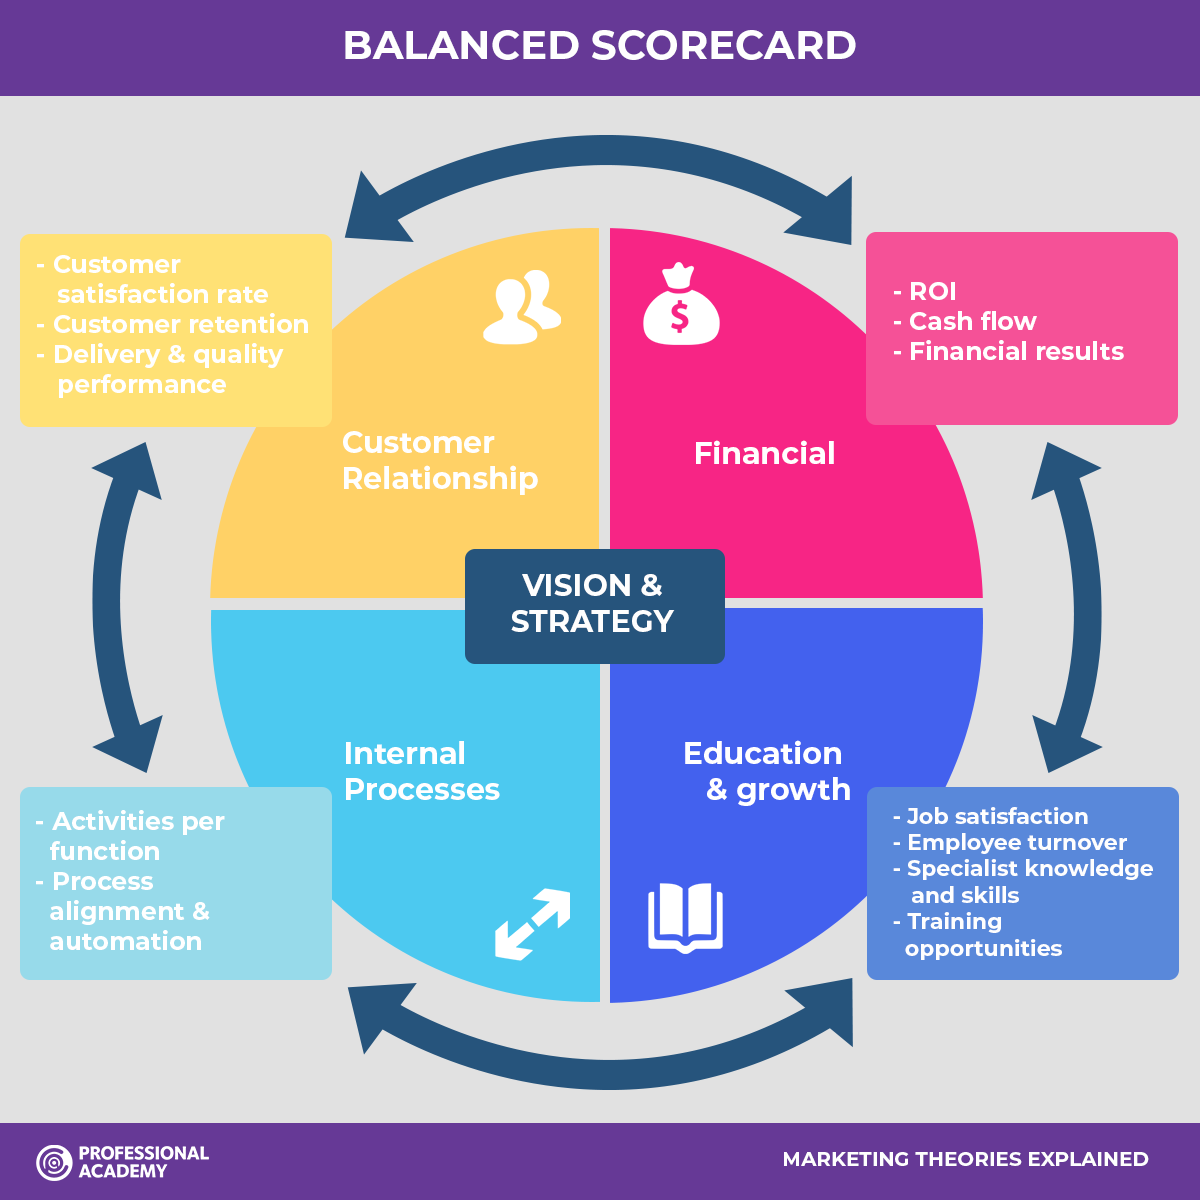 BALANCED SCORECARD
- Customer
satisfaction rate
- Customer retention
- Delivery & quality
performance
- ROI
- Cash flow
- Financial results
Customer
Relationship
Financial
$
VISION &
STRATEGY
Internal
Processes
Education
& growth
- Activities per
function
- Process
alignment &
automation
- Job satisfaction
- Employee turnover
- Specialist knowledge
and skills
- Training
opportunities
PROFESSIONAL
ACADEMY
MARKETING THEORIES EXPLAINED